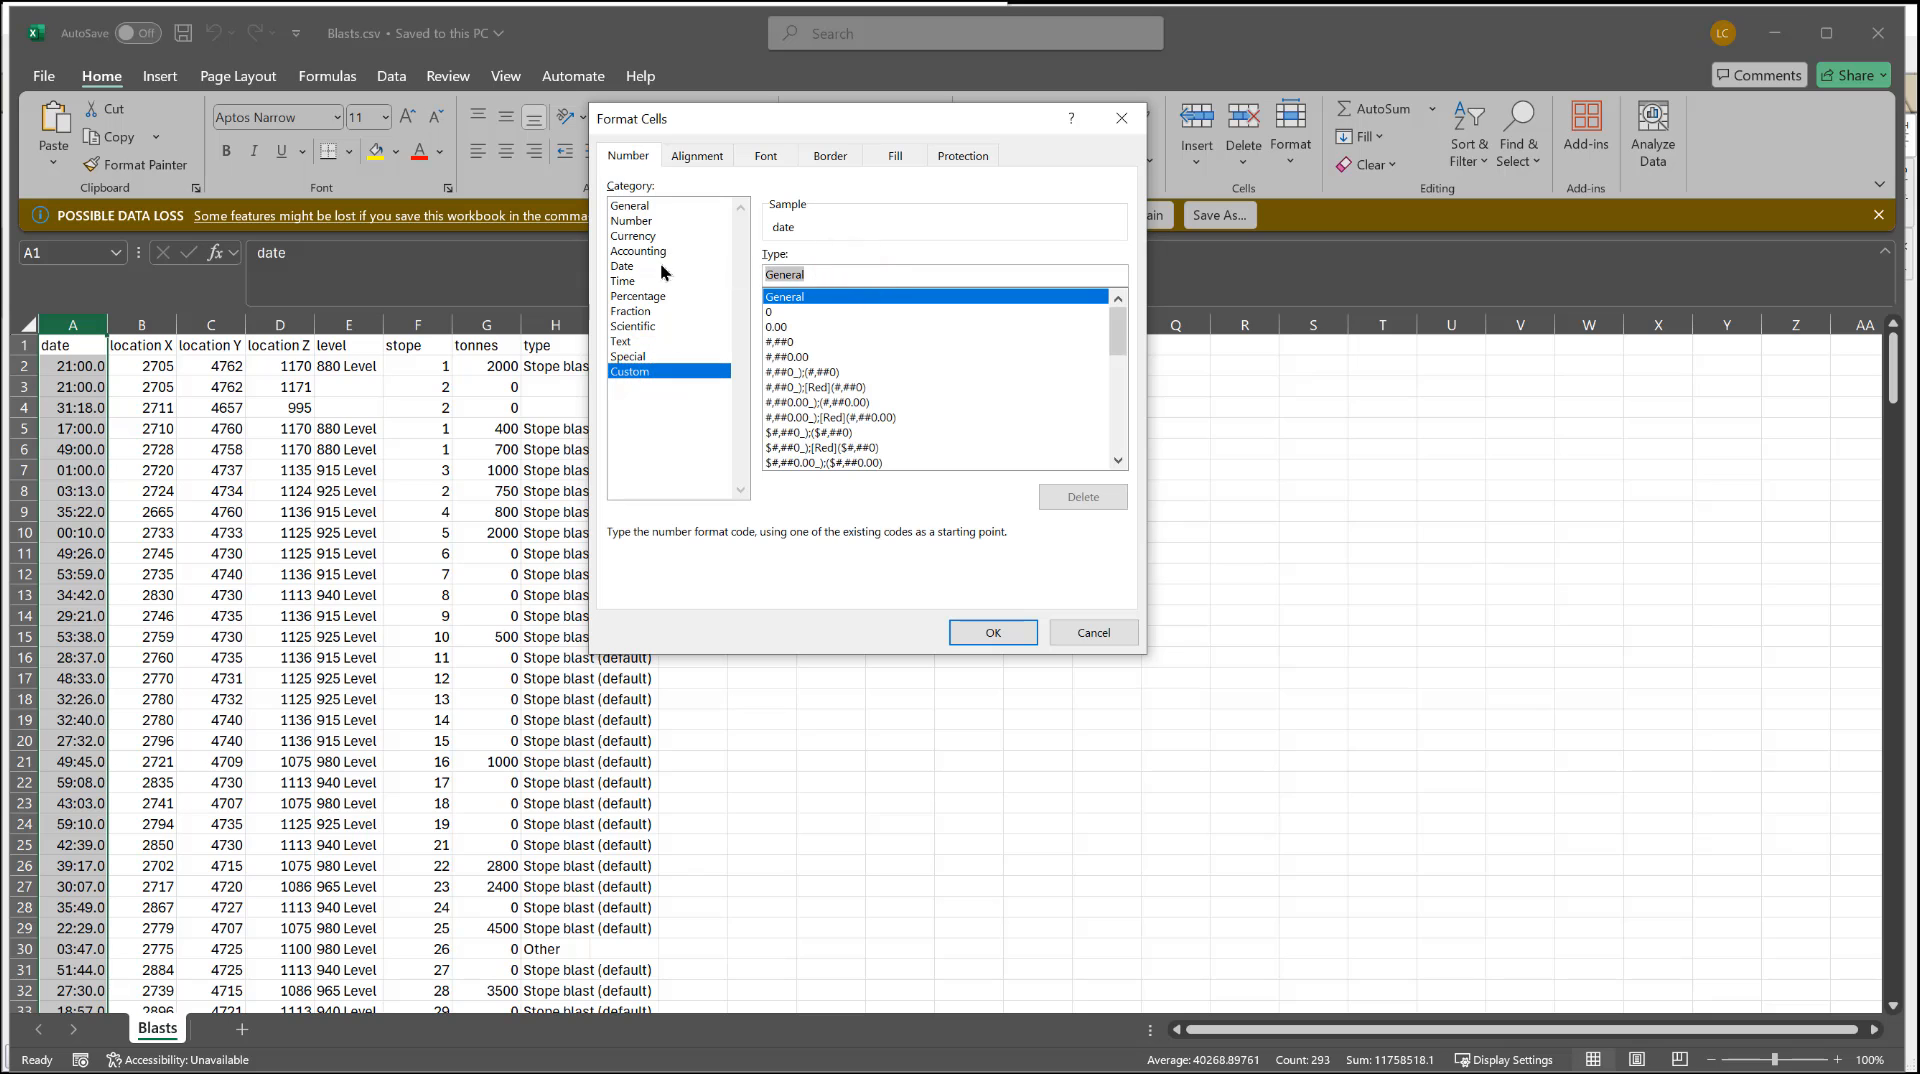 AutoSave Off Blasts.csv • Saved to this PC Search LC
File Home Insert Page Layout Formulas Data Review View Automate Help Comments Share
Paste Cut Copy Format Painter Clipboard
Aptos Narrow 11 B I U A Font
Insert Delete Format Cells
AutoSum Fill Clear Sort & Filter Find & Select Editing
Add-ins Add-ins
Analyze Data
POSSIBLE DATA LOSS Some features might be lost if you save this workbook in the comma ain Save As...
A1 fx date
Format Cells ?
Number Alignment Font Border Fill Protection
Category:
General
Number
Currency
Accounting
Date
Time
Percentage
Fraction
Scientific
Text
Special
Custom
Sample
date
Type:
General
General
0
0.00
#,##0
#,##0.00
#,##0_);(#,##0)
#,##0_);[Red](#,##0)
#,##0.00_);(#,##0.00)
#,##0.00_);[Red](#,##0.00)
$#,##0_);($#,##0)
$#,##0_);[Red]($#,##0)
$#,##0.00_);($#,##0.00)
Delete
Type the number format code, using one of the existing codes as a starting point.
OK Cancel
A B C D E F G H Q R S T U V W X Y Z AA
1 date location X location Y location Z level stope tonnes type
2 21:00.0 2705 4762 1170 880 Level 1 2000 Stope blas
3 21:00.0 2705 4762 1171 2 0
4 31:18.0 2711 4657 995 2 0
5 17:00.0 2710 4760 1170 880 Level 1 400 Stope blas
6 49:00.0 2728 4758 1170 880 Level 1 700 Stope blas
7 01:00.0 2720 4737 1135 915 Level 3 1000 Stope blas
8 03:13.0 2724 4734 1124 925 Level 2 750 Stope blas
9 35:22.0 2665 4760 1136 915 Level 4 800 Stope blas
10 00:10.0 2733 4733 1125 925 Level 5 2000 Stope blas
11 49:26.0 2745 4730 1125 915 Level 6 0 Stope blas
12 53:59.0 2735 4740 1136 915 Level 7 0 Stope blas
13 34:42.0 2830 4730 1113 940 Level 8 0 Stope blas
14 29:21.0 2746 4735 1136 915 Level 9 0 Stope blas
15 53:38.0 2759 4730 1125 925 Level 10 500 Stope blas
16 28:37.0 2760 4735 1136 915 Level 11 0 Stope blast (default)
17 48:33.0 2770 4731 1125 925 Level 12 0 Stope blast (default)
18 32:26.0 2780 4732 1125 925 Level 13 0 Stope blast (default)
19 32:40.0 2780 4740 1136 915 Level 14 0 Stope blast (default)
20 27:32.0 2796 4740 1136 915 Level 15 0 Stope blast (default)
21 49:45.0 2721 4709 1075 980 Level 16 1000 Stope blast (default)
22 59:08.0 2835 4730 1113 940 Level 17 0 Stope blast (default)
23 43:03.0 2741 4707 1075 980 Level 18 0 Stope blast (default)
24 59:10.0 2794 4735 1125 925 Level 19 0 Stope blast (default)
25 42:39.0 2850 4730 1113 940 Level 21 0 Stope blast (default)
26 39:17.0 2702 4715 1075 980 Level 22 2800 Stope blast (default)
27 30:07.0 2717 4720 1086 965 Level 23 2400 Stope blast (default)
28 35:49.0 2867 4727 1113 940 Level 24 0 Stope blast (default)
29 22:29.0 2779 4707 1075 980 Level 25 4500 Stope blast (default)
30 03:47.0 2775 4725 1100 980 Level 26 0 Other
31 51:44.0 2884 4725 1113 940 Level 27 0 Stope blast (default)
32 27:30.0 2739 4715 1086 965 Level 28 3500 Stope blast (default)
33 18:57.0 2896 4721 1113 940 Level 29 0 Stope blast (default)
Blasts
Ready Accessibility: Unavailable Average: 40268.89761 Count: 293 Sum: 11758518.1 Display Settings 100%